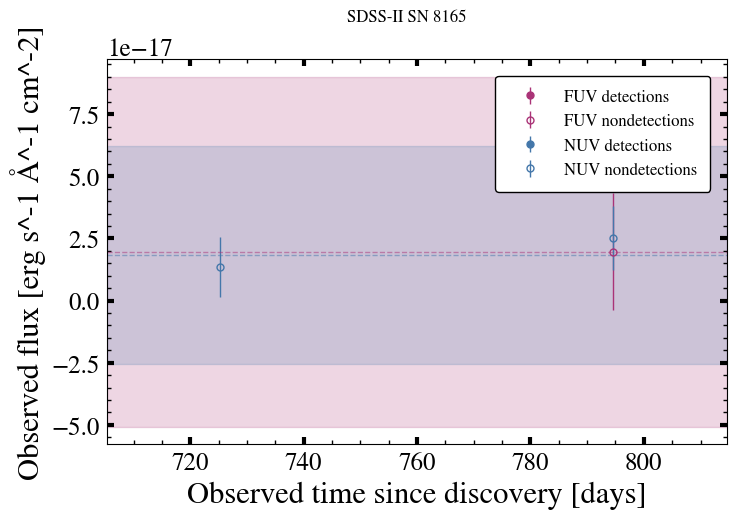 SDSS-II SN 8165
1e−17
Observed flux [erg s^-1 Å^-1 cm^-2]
7.5
5.0
2.5
0.0
−2.5
−5.0
FUV detections
FUV nondetections
NUV detections
NUV nondetections
720 740 760 780 800
Observed time since discovery [days]